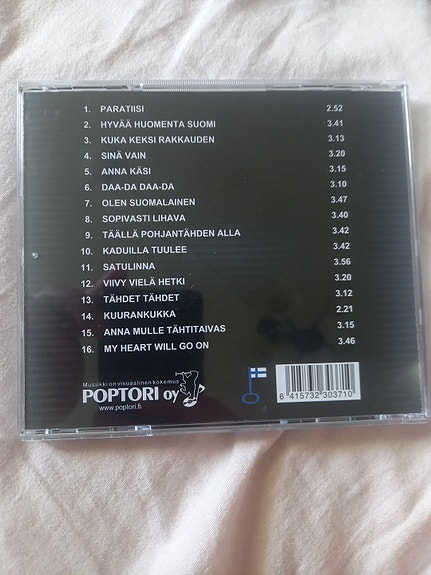 1. PARATIISI 2.52
2. HYVÄÄ HUOMENTA SUOMI 3.41
3. KUKA KEKSI RAKKAUDEN 3.13
4. SINÄ VAIN 3.20
5. ANNA KÄSI 3.15
6. DAA-DA DAA-DA 3.10
7. OLEN SUOMALAINEN 3.47
8. SOPIVASTI LIHAVA 3.40
9. TÄÄLLÄ POHJANTÄHDEN ALLA 3.42
10. KADUILLA TUULEE 3.42
11. SATULINNA 3.56
12. VIIVY VIELÄ HETKI 3.20
13. TÄHDET TÄHDET 3.12
14. KUURANKUKKA 2.21
15. ANNA MULLE TÄHTITAIVAS 3.15
16. MY HEART WILL GO ON 3.46
Musiikki on visuaalinen kokemus
POPTORI oy
www.poptori.fi
6 415732 303710